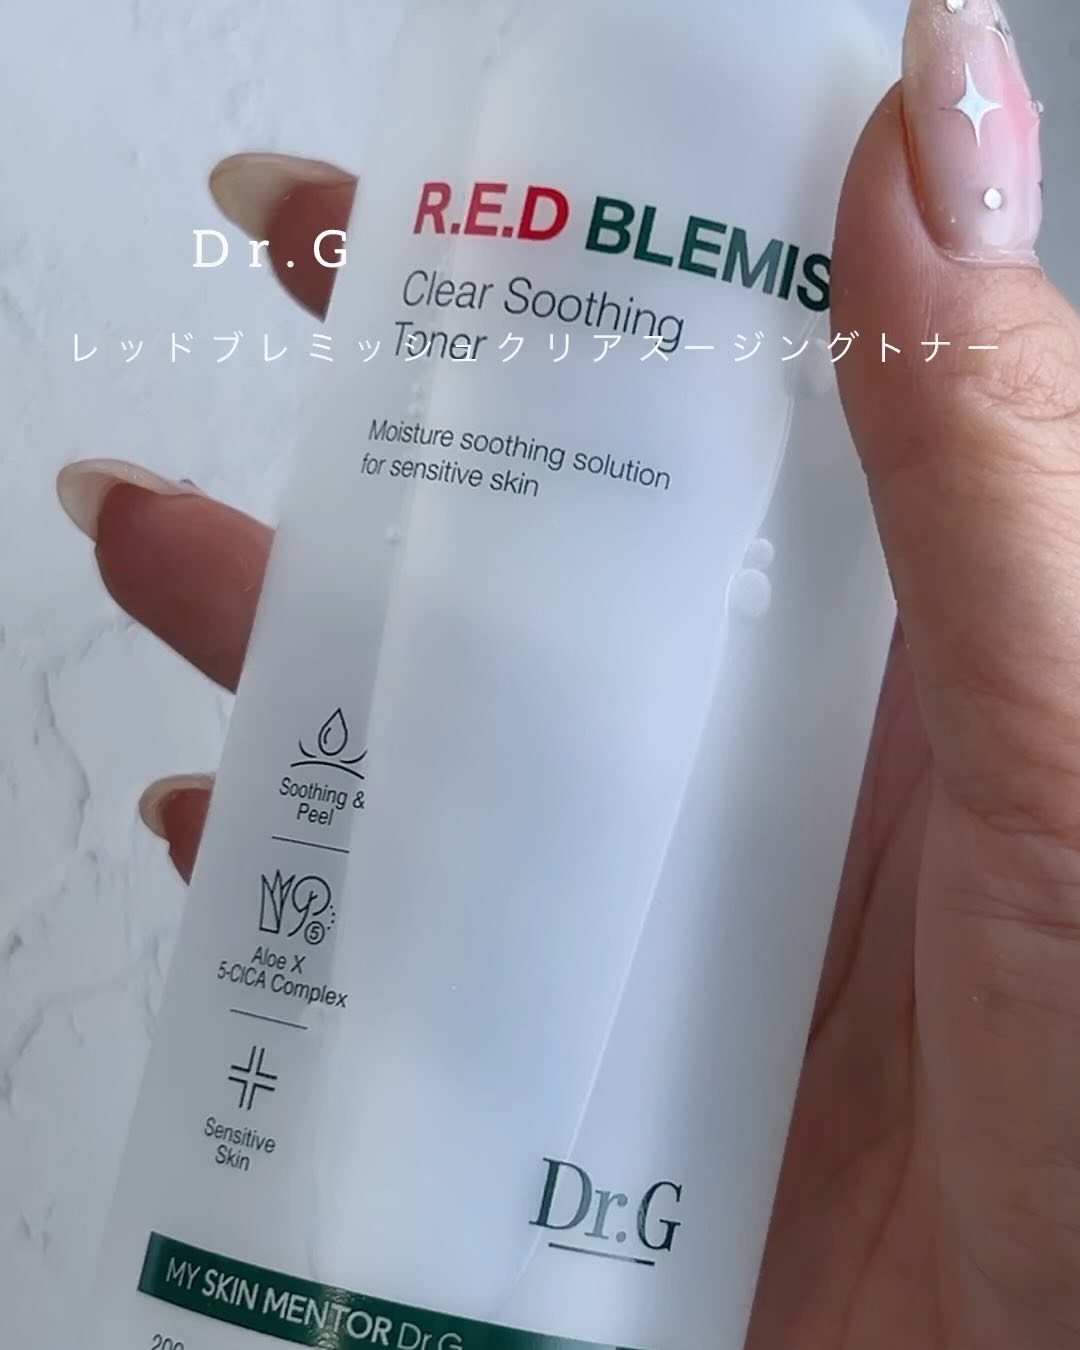 R.E.D BLEMIS
Dr.G
Clear Soothing
Toner
レッドブレミッシュクリアスージングトナー
Moisture soothing solution
for sensitive skin
Soothing &
Peel
5
Aloe X
5-CICA Complex
Sensitive
Skin
Dr.G
MY SKIN MENTOR Dr.G
200